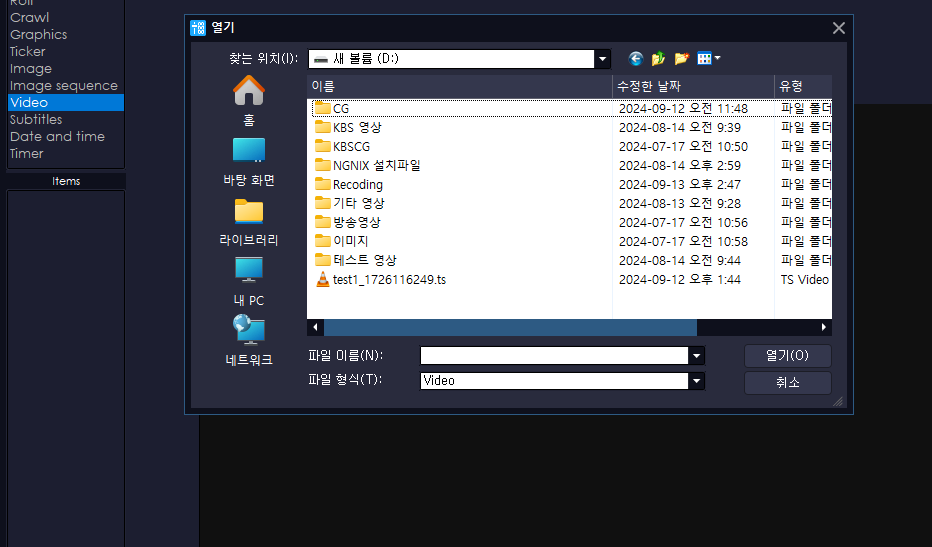 Roll
Crawl
Graphics
Ticker
Image
Image sequence
Video
Subtitles
Date and time
Timer
Items
열기
찾는 위치(I):
새 볼륨 (D:)
홈
바탕 화면
라이브러리
내 PC
네트워크
이름 수정한 날짜 유형
CG 2024-09-12 오전 11:48 파일 폴더
KBS 영상 2024-08-14 오전 9:39 파일 폴더
KBSCG 2024-07-17 오전 10:50 파일 폴더
NGNIX 설치파일 2024-08-14 오후 2:59 파일 폴더
Recoding 2024-09-13 오후 2:47 파일 폴더
기타 영상 2024-08-13 오전 9:28 파일 폴더
방송영상 2024-07-17 오전 10:56 파일 폴더
이미지 2024-07-17 오전 10:58 파일 폴더
테스트 영상 2024-08-14 오전 9:44 파일 폴더
test1_1726116249.ts 2024-09-12 오후 1:44 TS Video
파일 이름(N):
열기(O)
파일 형식(T):
Video
취소